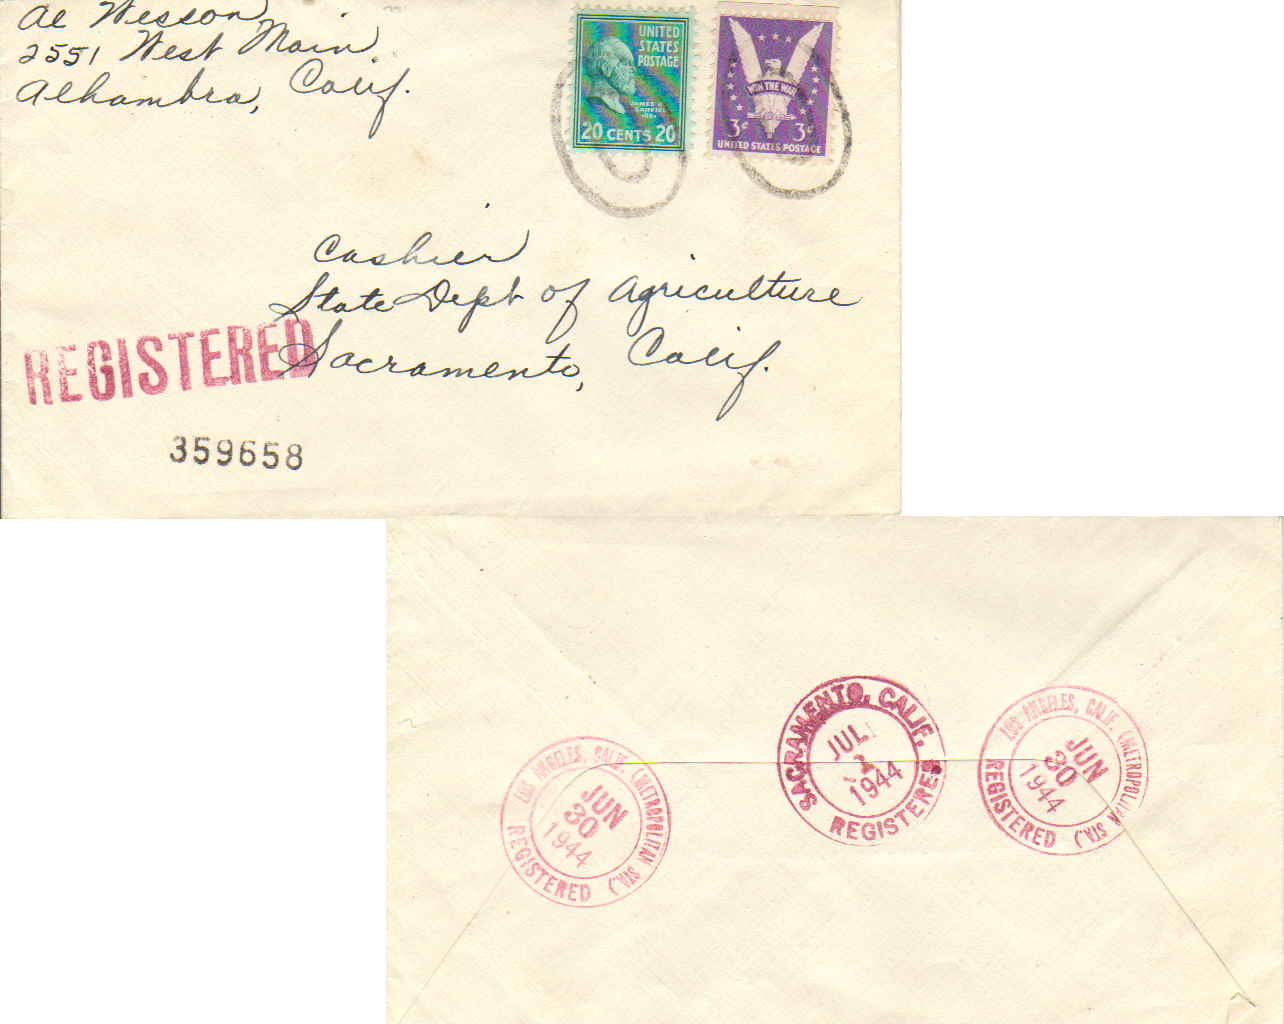 Al Wesson
2551 West Main
Alhambra, Calif.
UNITED
STATES
POSTAGE
JAMES A.
GARFIELD
20 CENTS 20
WIN THE WAR
3¢ 3¢
UNITED STATES POSTAGE
Cashier
State Dept of Agriculture
Sacramento, Calif.
REGISTERED
359658
LOS ANGELES, CALIF. (METROPOLITAN STA.)
JUN
30
1944
REGISTERED
SACRAMENTO, CALIF.
JUL
1944
REGISTERED
LOS ANGELES, CALIF. (METROPOLITAN STA.)
JUN
30
1944
REGISTERED